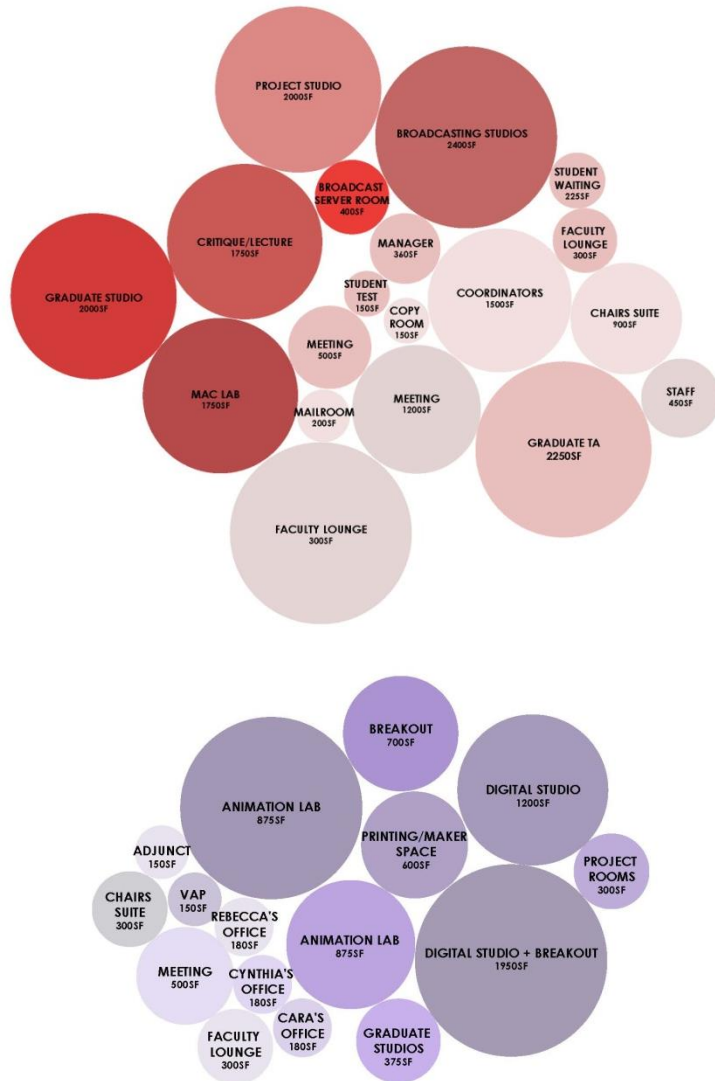 PROJECT STUDIO
2000SF
BROADCASTING STUDIOS
2400SF
STUDENT
WAITING
225SF
BROADCAST
SERVER ROOM
400SF
CRITIQUE/LECTURE
1750SF
MANAGER
360SF
FACULTY
LOUNGE
300SF
GRADUATE STUDIO
2000SF
STUDENT
TEST
150SF
COORDINATORS
1500SF
COPY
ROOM
150SF
CHAIRS SUITE
900SF
MEETING
500SF
MAC LAB
1750SF
MAILROOM
200SF
MEETING
1200SF
STAFF
450SF
GRADUATE TA
2250SF
FACULTY LOUNGE
300SF
BREAKOUT
700SF
ANIMATION LAB
875SF
DIGITAL STUDIO
1200SF
PRINTING/MAKER
SPACE
600SF
ADJUNCT
150SF
PROJECT
ROOMS
300SF
CHAIRS
SUITE
300SF
VAP
150SF
REBECCA'S
OFFICE
180SF
ANIMATION LAB
875SF
DIGITAL STUDIO + BREAKOUT
1950SF
MEETING
500SF
CYNTHIA'S
OFFICE
180SF
CARA'S
OFFICE
180SF
FACULTY
LOUNGE
300SF
GRADUATE
STUDIOS
375SF